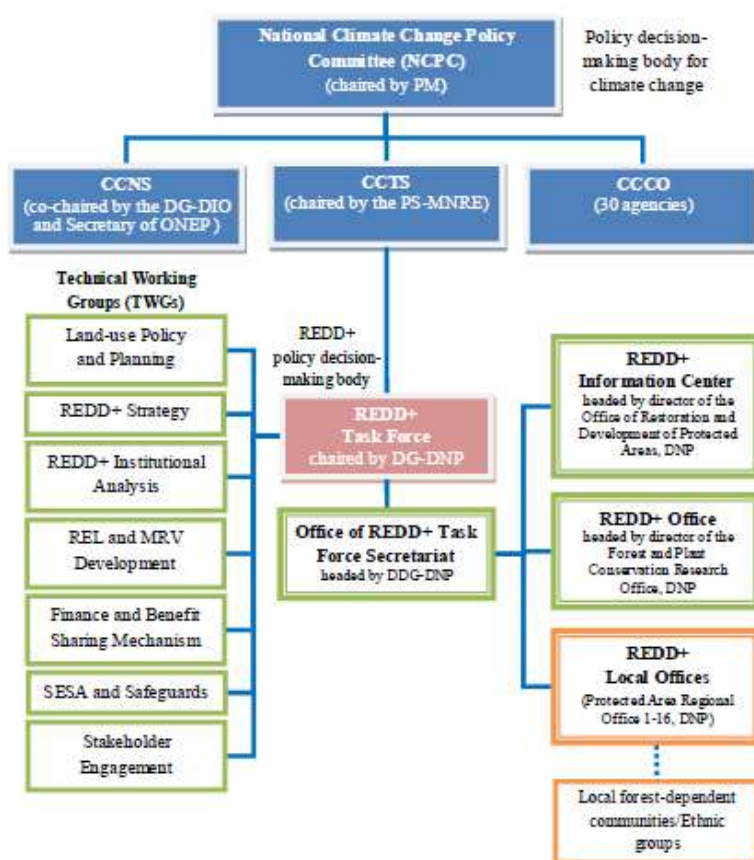 National Climate Change Policy
Committee (NCPC)
(chaired by PM)
Policy decision-
making body for
climate change
CCNS
(co-chaired by the DG-DIO
and Secretary of ONEP )
CCTS
(chaired by the PS-MNRE)
CCCO
(30 agencies)
Technical Working
Groups (TWGs)
Land-use Policy
and Planning
REDD+ Strategy
REDD+ Institutional
Analysis
REL and MRV
Development
Finance and Benefit
Sharing Mechanism
SESA and Safeguards
Stakeholder
Engagement
REDD+
policy decision-
making body
REDD+
Task Force
chaired by DG-DNP
Office of REDD+ Task
Force Secretariat
headed by DDG-DNP
REDD+
Information Center
headed by director of the
Office of Restoration and
Development of Protected
Areas, DNP
REDD+ Office
headed by director of the
Forest and Plant
Conservation Research
Office, DNP
REDD+
Local Offices
(Protected Area Regional
Office 1-16, DNP)
Local forest-dependent
communities/Ethnic
groups